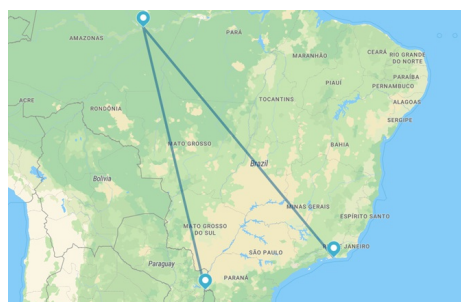 AMAZONAS
PARÁ
MARANHÃO
CEARÁ
RIO GRANDE
DO NORTE
PARAÍBA
PIAUÍ
PERNAMBUCO
ACRE
TOCANTINS
ALAGOAS
RONDÔNIA
SERGIPE
MATO GROSSO
BAHIA
Brazil
Bolivia
MINAS GERAIS
ESPÍRITO SANTO
MATO GROSSO
DO SUL
JANEIRO
SÃO PAULO
Paraguay
PARANÁ